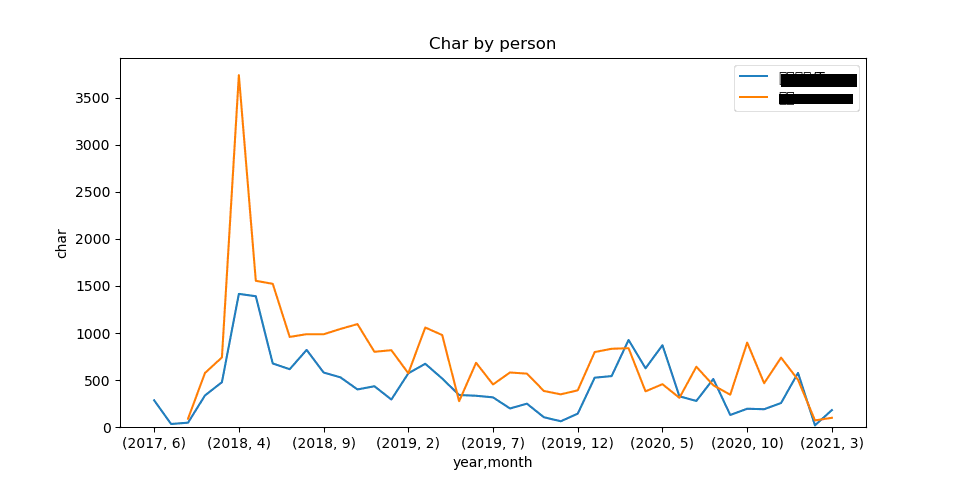 Char by person
3500
3000
2500
2000
1500
1000
500
0
char
(2017, 6) (2018, 4) (2018, 9) (2019, 2) (2019, 7) (2019, 12) (2020, 5) (2020, 10) (2021, 3)
year,month